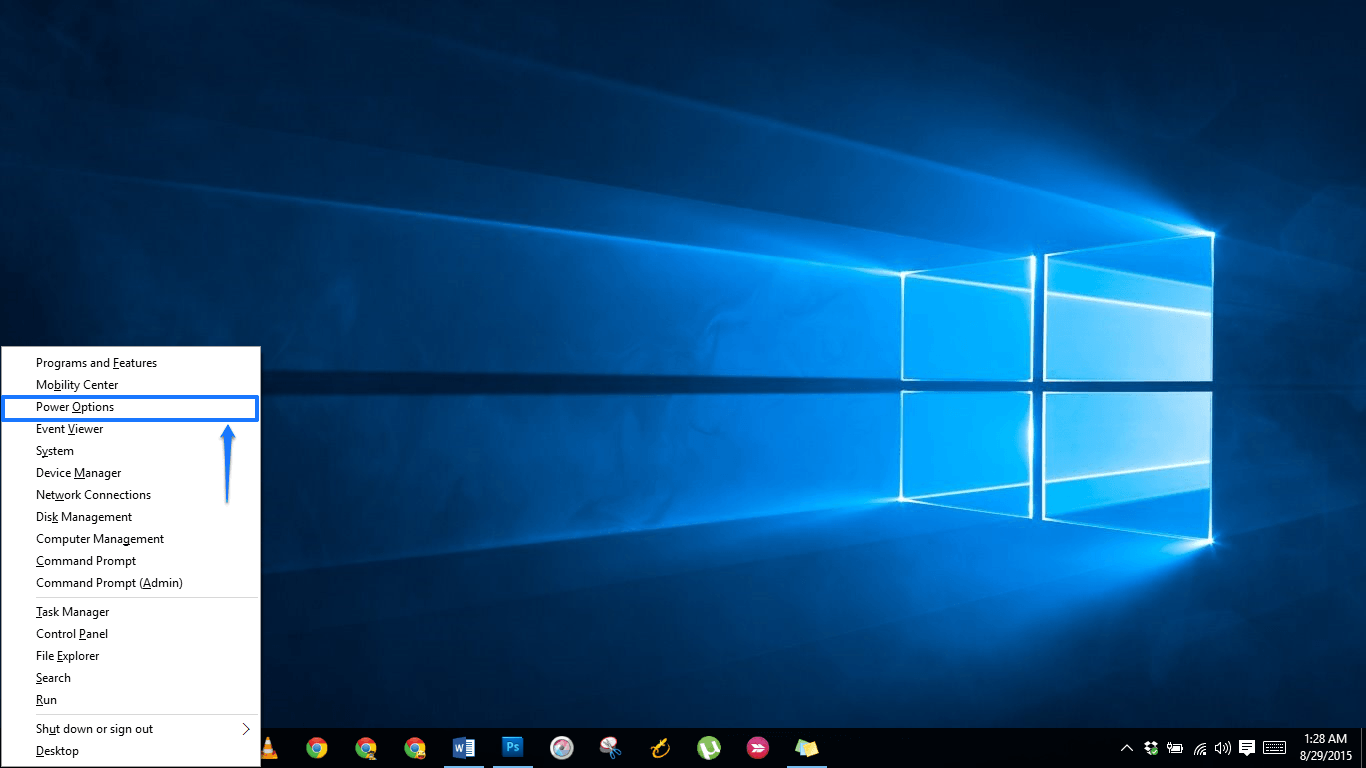 Programs and Features
Mobility Center
Power Options
Event Viewer
System
Device Manager
Network Connections
Disk Management
Computer Management
Command Prompt
Command Prompt (Admin)
Task Manager
Control Panel
File Explorer
Search
Run
Shut down or sign out
Desktop
W
Ps
1:28 AM
8/29/2015